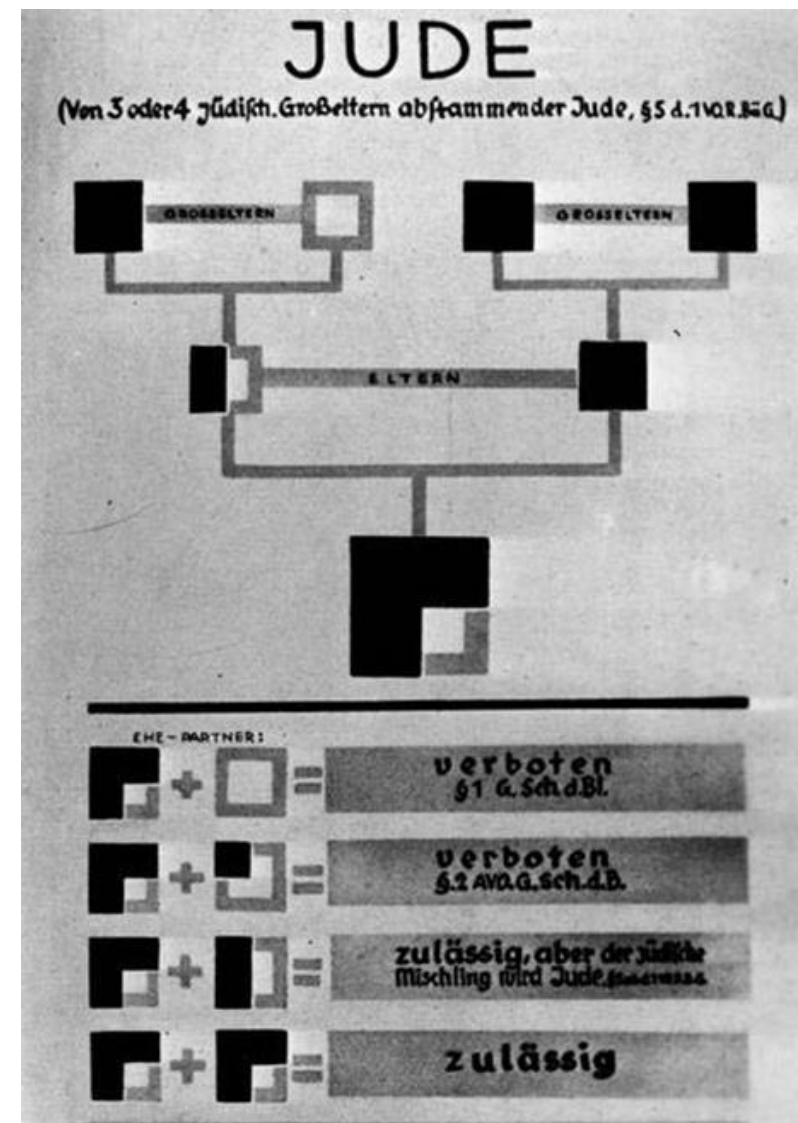 JUDE
(Von 3 oder 4 Jüdisch. Großeltern abstammender Jude, §5 d. 1 VO. R. Bü G.)
GROSSELTERN GROSSELTERN
ELTERN
EHE-PARTNER:
verboten
§1 G. Sch. d. Bl.
verboten
§.2 AVO. G. Sch. d. B.
zulässig, aber der jüdische
Mischling wird Jude,
zulässig